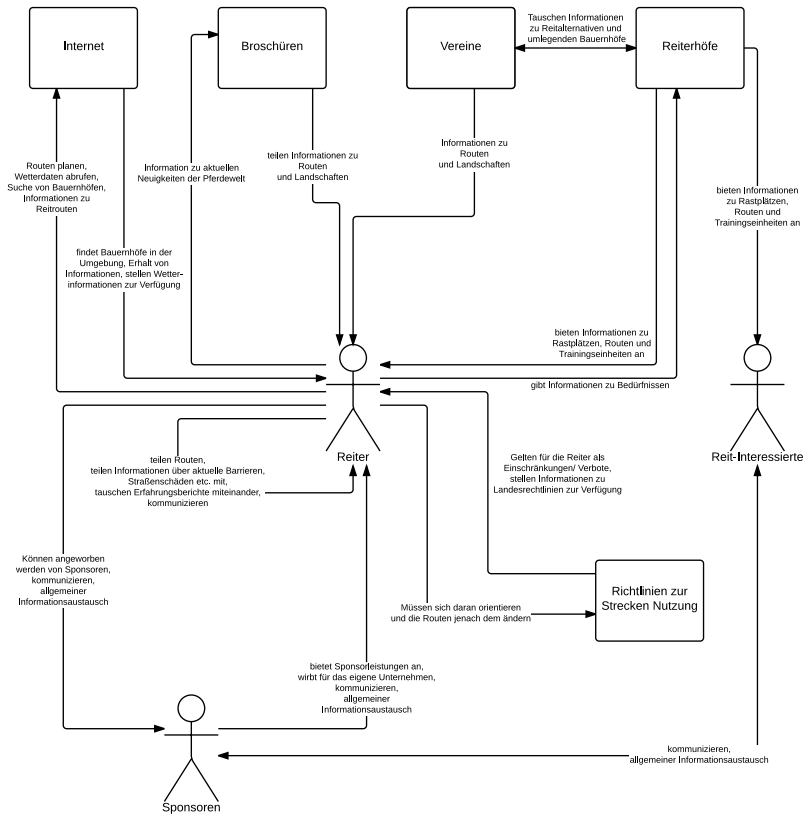 Internet
Broschüren
Vereine
Tauschen Informationen
zu Reitalternativen und
umlegenden Bauernhöfe
Reiterhöfe
Routen planen,
Wetterdaten abrufen,
Suche von Bauernhöfen,
Informationen zu
Reitrouten
Information zu aktuellen
Neuigkeiten der Pferdewelt
teilen Informationen zu
Routen
und Landschaften
Informationen zu
Routen
und Landschaften
bieten Informationen
zu Rastplätzen,
Routen und
Trainingseinheiten an
findet Bauernhöfe in der
Umgebung, Erhalt von
Informationen, stellen Wetter-
informationen zur Verfügung
bieten Informationen zu
Rastplätzen, Routen und
Trainingseinheiten an
gibt Informationen zu Bedürfnissen
Reiter
Reit-Interessierte
teilen Routen,
teilen Informationen über aktuelle Barrieren,
Straßenschäden etc. mit,
tauschen Erfahrungsberichte miteinander,
kommunizieren
Gelten für die Reiter als
Einschränkungen/ Verbote,
stellen Informationen zu
Landesrechtlinien zur Verfügung
Können angeworben
werden von Sponsoren,
kommunizieren,
allgemeiner
Informationsaustausch
Müssen sich daran orientieren
und die Routen jenach dem ändern
Richtlinien zur
Strecken Nutzung
bietet Sponsorleistungen an,
wirbt für das eigene Unternehmen,
kommunizieren,
allgemeiner
Informationsaustausch
kommunizieren,
allgemeiner Informationsaustausch
Sponsoren